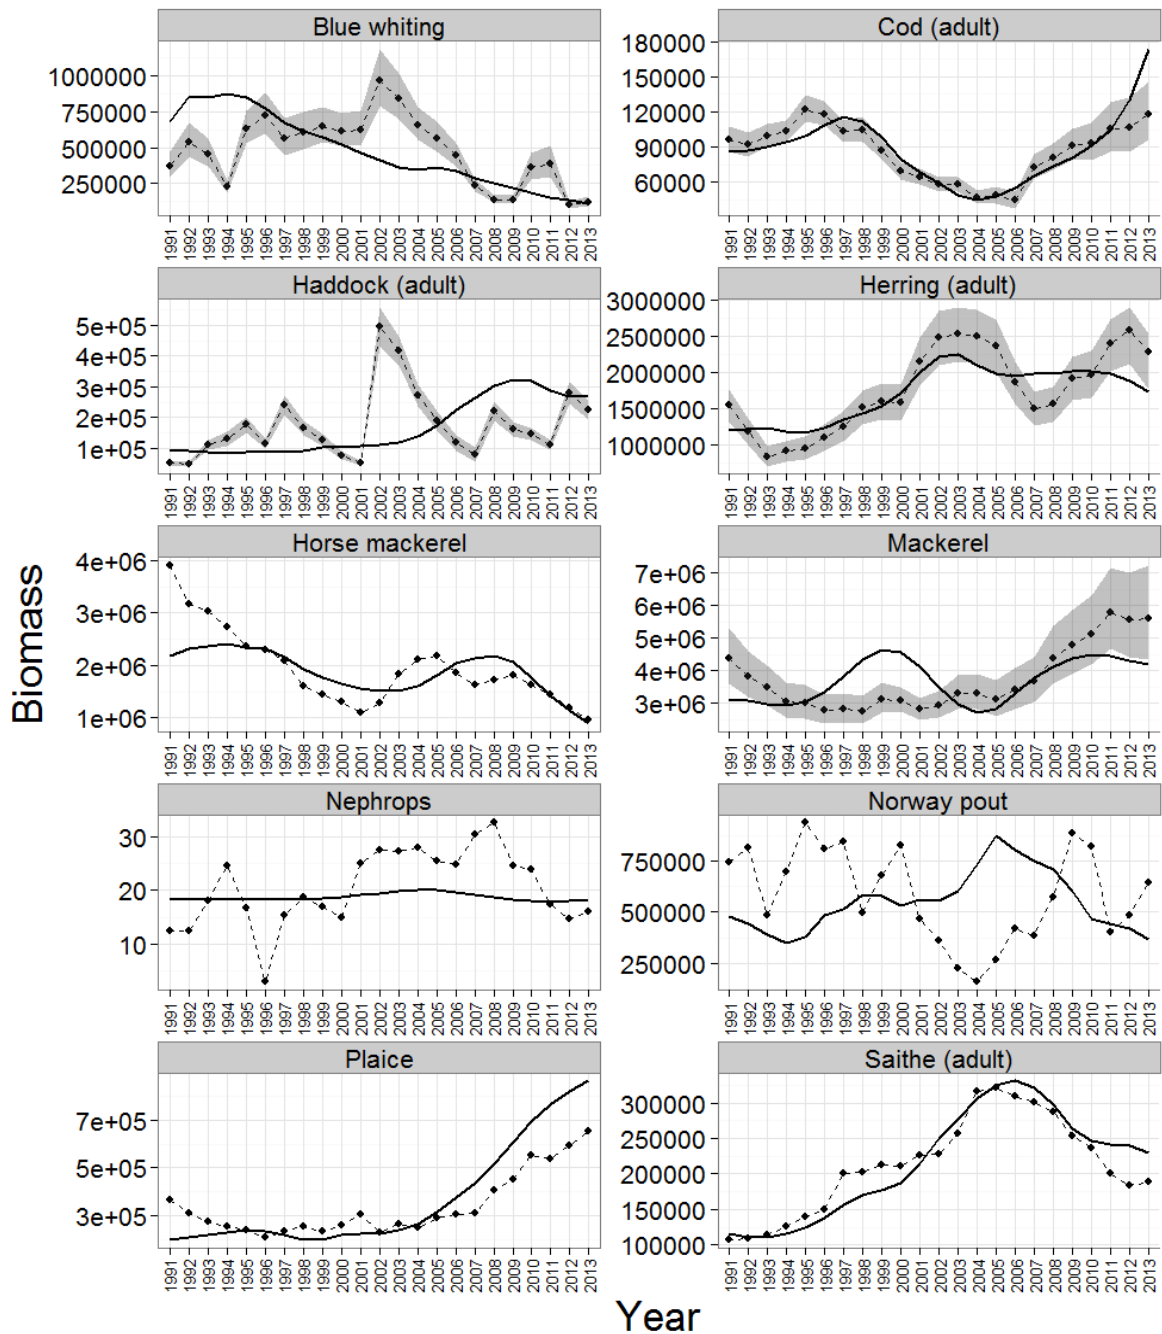 Blue whiting
Cod (adult)
1000000
750000
500000
250000
180000
150000
120000
90000
60000
1991 1992 1993 1994 1995 1996 1997 1998 1999 2000 2001 2002 2003 2004 2005 2006 2007 2008 2009 2010 2011 2012 2013
1991 1992 1993 1994 1995 1996 1997 1998 1999 2000 2001 2002 2003 2004 2005 2006 2007 2008 2009 2010 2011 2012 2013
Haddock (adult)
Herring (adult)
5e+05
4e+05
3e+05
2e+05
1e+05
3000000
2500000
2000000
1500000
1000000
1991 1992 1993 1994 1995 1996 1997 1998 1999 2000 2001 2002 2003 2004 2005 2006 2007 2008 2009 2010 2011 2012 2013
1991 1992 1993 1994 1995 1996 1997 1998 1999 2000 2001 2002 2003 2004 2005 2006 2007 2008 2009 2010 2011 2012 2013
Biomass
Horse mackerel
Mackerel
4e+06
3e+06
2e+06
1e+06
7e+06
6e+06
5e+06
4e+06
3e+06
1991 1992 1993 1994 1995 1996 1997 1998 1999 2000 2001 2002 2003 2004 2005 2006 2007 2008 2009 2010 2011 2012 2013
1991 1992 1993 1994 1995 1996 1997 1998 1999 2000 2001 2002 2003 2004 2005 2006 2007 2008 2009 2010 2011 2012 2013
Nephrops
Norway pout
30
20
10
750000
500000
250000
1991 1992 1993 1994 1995 1996 1997 1998 1999 2000 2001 2002 2003 2004 2005 2006 2007 2008 2009 2010 2011 2012 2013
1991 1992 1993 1994 1995 1996 1997 1998 1999 2000 2001 2002 2003 2004 2005 2006 2007 2008 2009 2010 2011 2012 2013
Plaice
Saithe (adult)
7e+05
5e+05
3e+05
300000
250000
200000
150000
100000
1991 1992 1993 1994 1995 1996 1997 1998 1999 2000 2001 2002 2003 2004 2005 2006 2007 2008 2009 2010 2011 2012 2013
1991 1992 1993 1994 1995 1996 1997 1998 1999 2000 2001 2002 2003 2004 2005 2006 2007 2008 2009 2010 2011 2012 2013
Year